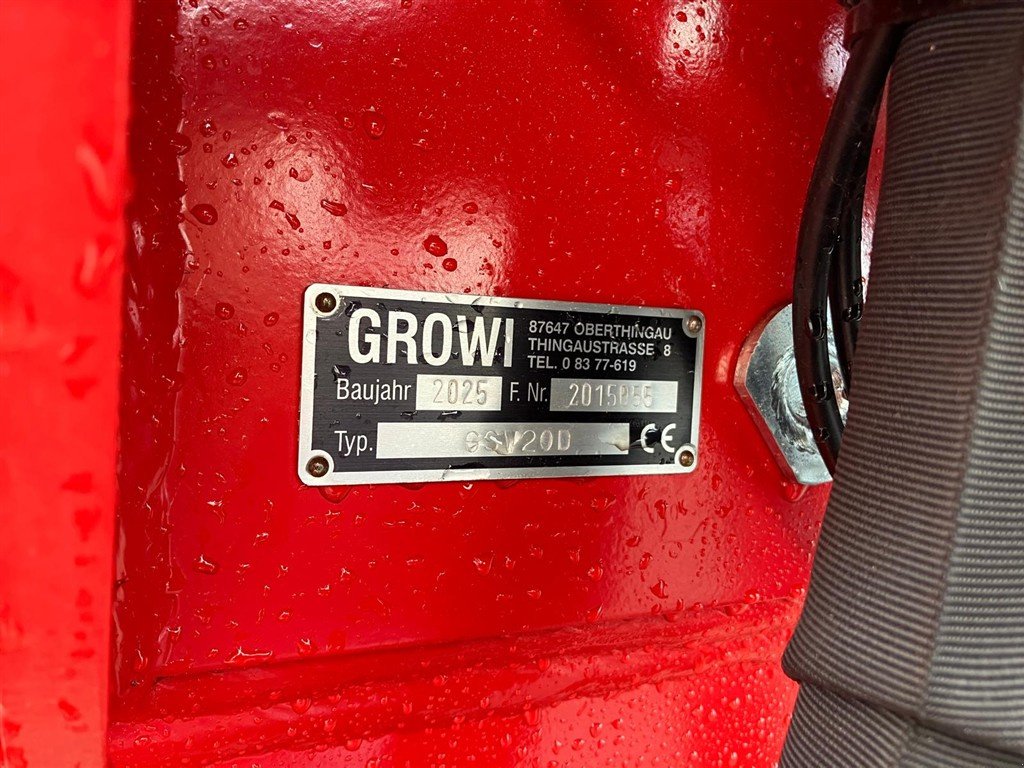 GROWI
87647 OBERTHINGAU
THINGAUSTRASSE 8
TEL. 0 83 77-619
Baujahr 2025 F. Nr. 2015055
Typ. GSV20D CE